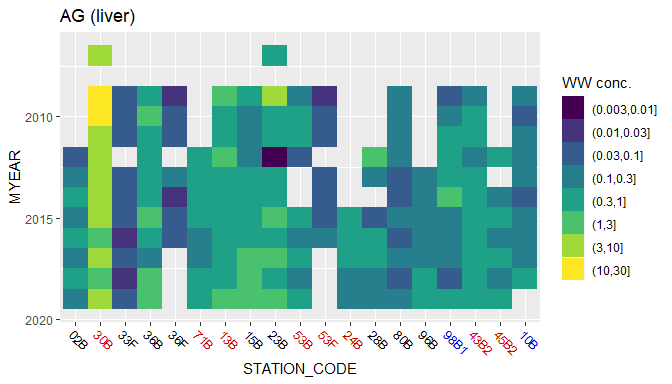 AG (liver)
MYEAR
2010
2015
2020
02B 30B 33F 36B 36F 71B 13B 15B 23B 53B 53F 24B 28B 80B 96B 98B1 43B2 45B2 10B
STATION_CODE
WW conc.
(0.003,0.01]
(0.01,0.03]
(0.03,0.1]
(0.1,0.3]
(0.3,1]
(1,3]
(3,10]
(10,30]